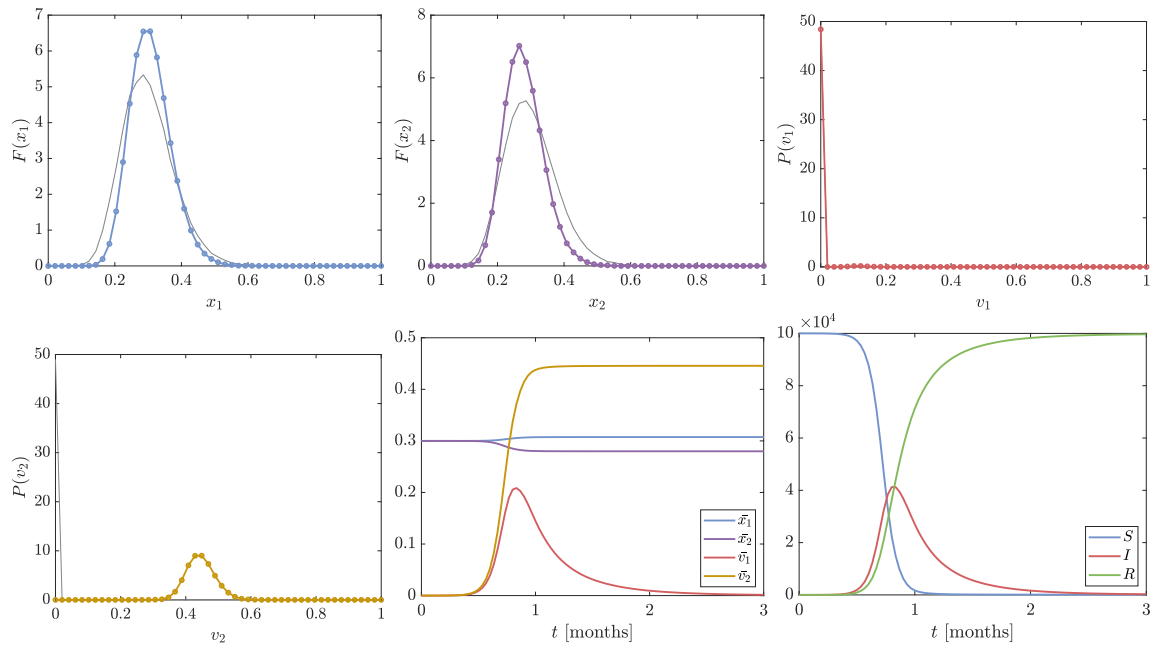 7
6
5
4
3
2
1
0
F(x₁)
0 0.2 0.4 0.6 0.8 1
x₁
8
6
4
2
0
F(x₂)
0 0.2 0.4 0.6 0.8 1
x₂
50
40
30
20
10
0
P(v₁)
0 0.2 0.4 0.6 0.8 1
v₁
50
40
30
20
10
0
P(v₂)
0 0.2 0.4 0.6 0.8 1
v₂
0.5
0.4
0.3
0.2
0.1
0
x̄₁
x̄₂
v̄₁
v̄₂
0 1 2 3
t [months]
×10⁴
10
8
6
4
2
0
S
I
R
0 1 2 3
t [months]